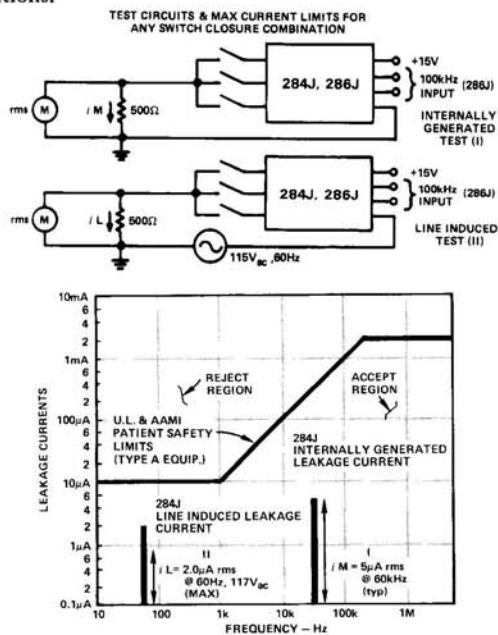 TEST CIRCUITS & MAX CURRENT LIMITS FOR
ANY SWITCH CLOSURE COMBINATION
rms
M
i M
500Ω
284J, 286J
+15V
100kHz
INPUT
(286J)
INTERNALLY
GENERATED
TEST (I)
rms
M
i L
500Ω
284J, 286J
+15V
100kHz
INPUT
(286J)
LINE INDUCED
TEST (II)
115Vac ,60Hz
LEAKAGE CURRENTS
10mA
6
4
2
1mA
6
4
2
100μA
6
4
2
10μA
6
4
2
1μA
6
4
2
0.1μA
REJECT
REGION
ACCEPT
REGION
U.L. & AAMI
PATIENT SAFETY
LIMITS
(TYPE A EQUIP.)
284J
INTERNALLY GENERATED
LEAKAGE CURRENT
284J
LINE INDUCED LEAKAGE
CURRENT
II
i L= 2.0μA rms
@ 60Hz, 117Vac
(MAX)
I
i M = 5μA rms
@ 60kHz
(typ)
10
100
1k
10k
100k
1M
FREQUENCY – Hz